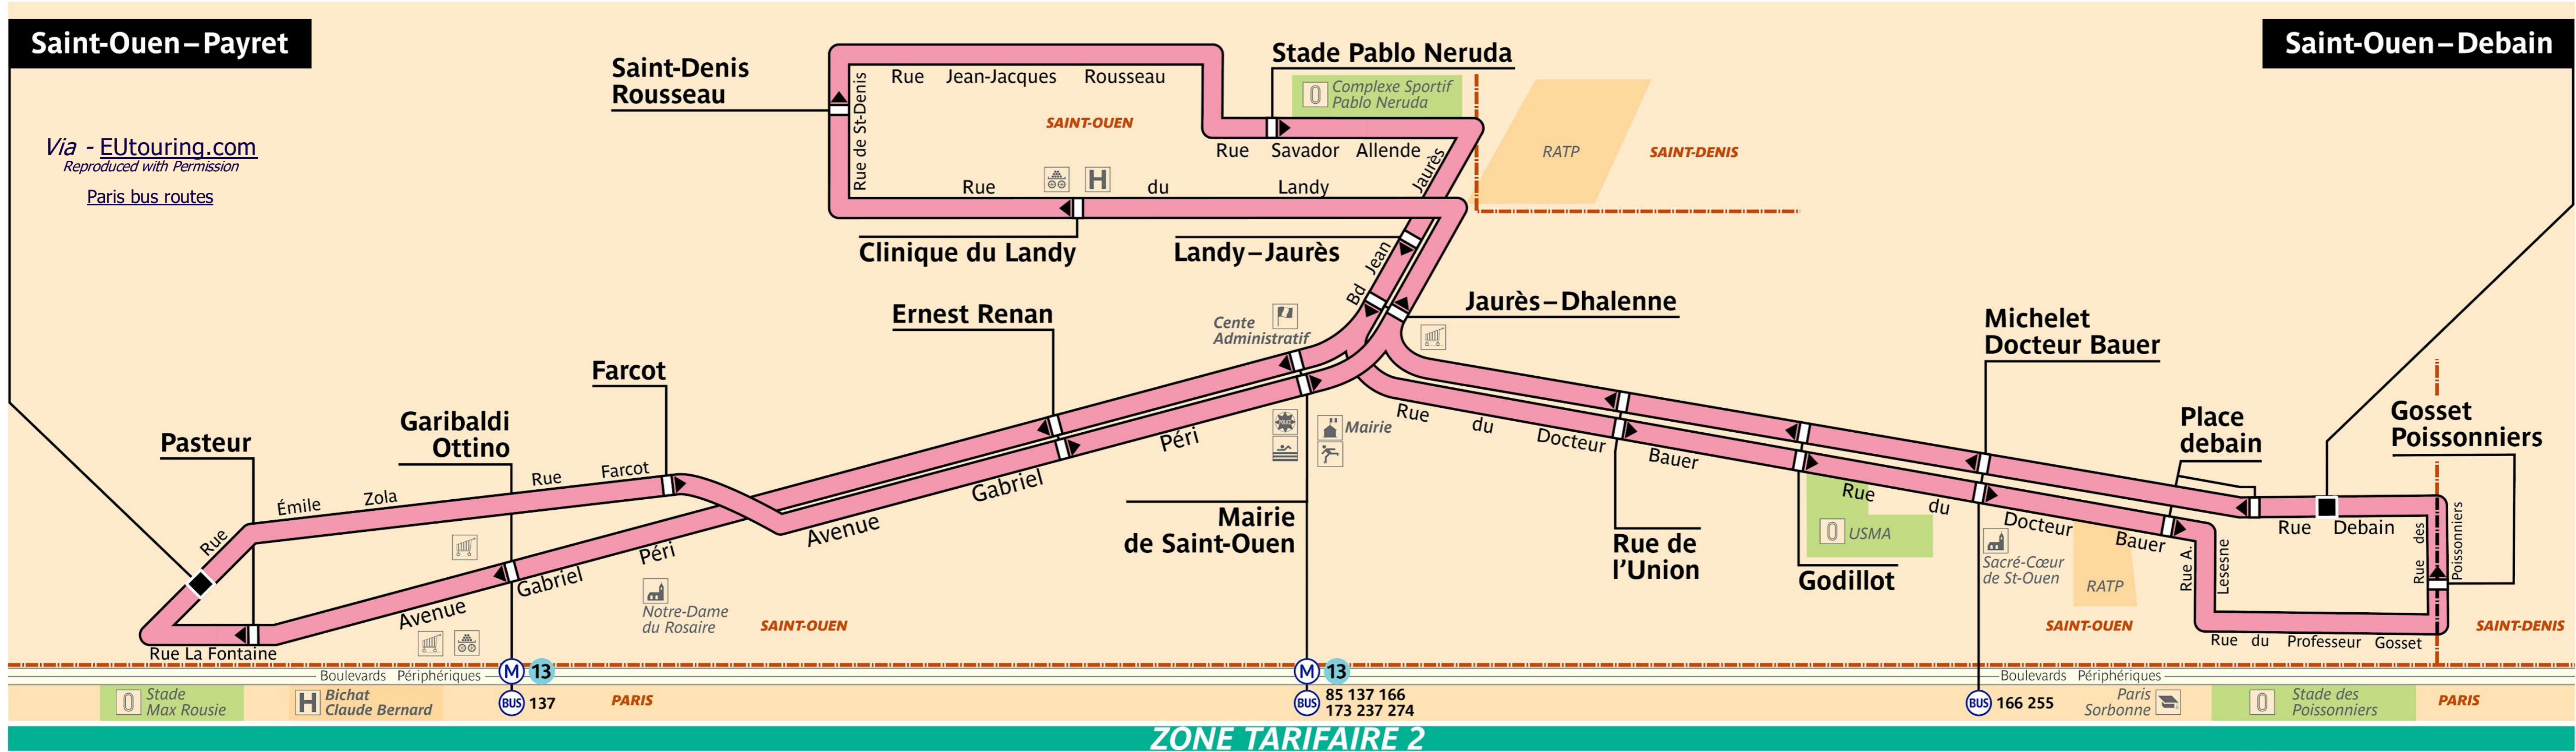 Saint-Ouen–Payret
Saint-Ouen–Debain
Via - EUtouring.com
Reproduced with Permission
Paris bus routes
Saint-Denis
Rousseau
Rue de St-Denis
Rue Jean-Jacques Rousseau
SAINT-OUEN
Stade Pablo Neruda
Complexe Sportif
Pablo Neruda
Rue Savador Allende
RATP
SAINT-DENIS
Rue du Landy
H
Clinique du Landy
Landy–Jaurès
Bd Jean Jaurès
Jaurès–Dhalenne
Cente
Administratif
Ernest Renan
Farcot
Garibaldi
Ottino
Pasteur
Rue Émile Zola
Rue Farcot
Rue La Fontaine
Avenue Gabriel Péri
Avenue Gabriel Péri
Notre-Dame
du Rosaire
SAINT-OUEN
Mairie
Mairie
de Saint-Ouen
Rue du Docteur Bauer
Rue de
l'Union
Godillot
USMA
Rue du Docteur Bauer
Michelet
Docteur Bauer
Sacré-Cœur
de St-Ouen
RATP
Place
debain
Gosset
Poissonniers
Rue Debain
Rue A.
Lesesne
Rue des
Poissonniers
Rue du Professeur Gosset
SAINT-OUEN
SAINT-DENIS
Boulevards Périphériques
M 13
M 13
Boulevards Périphériques
Stade
Max Rousie
H
Bichat
Claude Bernard
BUS 137
PARIS
BUS 85 137 166
173 237 274
BUS 166 255
Paris
Sorbonne
Stade des
Poissonniers
PARIS
ZONE TARIFAIRE 2